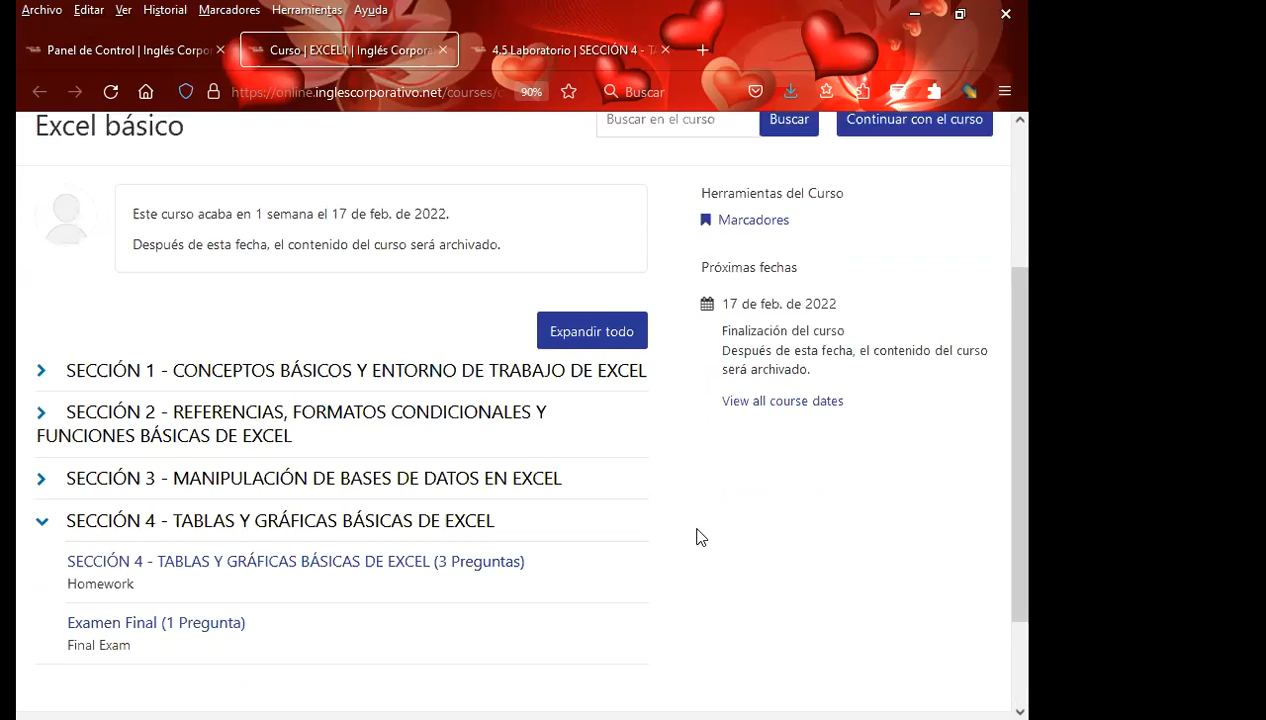 Archivo Editar Ver Historial Marcadores Herramientas Ayuda
Panel de Control | Inglés Corpor
Curso | EXCEL1 | Inglés Corpora
4.5 Laboratorio | SECCIÓN 4 - TA
https://online.inglescorporativo.net/courses/c
90%
Buscar
Excel básico
Buscar en el curso
Buscar
Continuar con el curso
Este curso acaba en 1 semana el 17 de feb. de 2022.
Después de esta fecha, el contenido del curso será archivado.
Expandir todo
SECCIÓN 1 - CONCEPTOS BÁSICOS Y ENTORNO DE TRABAJO DE EXCEL
SECCIÓN 2 - REFERENCIAS, FORMATOS CONDICIONALES Y
FUNCIONES BÁSICAS DE EXCEL
SECCIÓN 3 - MANIPULACIÓN DE BASES DE DATOS EN EXCEL
SECCIÓN 4 - TABLAS Y GRÁFICAS BÁSICAS DE EXCEL
SECCIÓN 4 - TABLAS Y GRÁFICAS BÁSICAS DE EXCEL (3 Preguntas)
Homework
Examen Final (1 Pregunta)
Final Exam
Herramientas del Curso
Marcadores
Próximas fechas
17 de feb. de 2022
Finalización del curso
Después de esta fecha, el contenido del curso
será archivado.
View all course dates